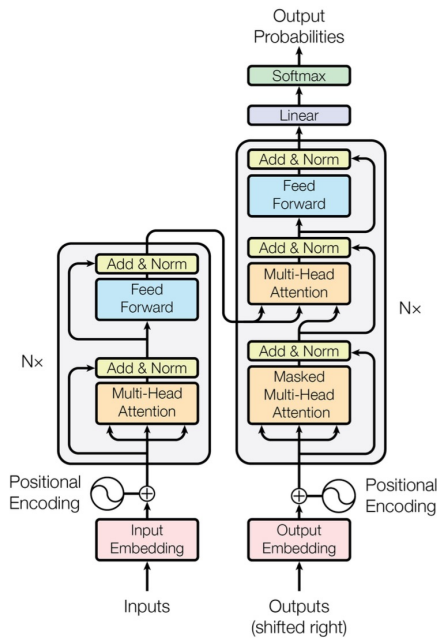 Output
Probabilities
Softmax
Linear
Add & Norm
Feed
Forward
Add & Norm
Multi-Head
Attention
N×
Add & Norm
Masked
Multi-Head
Attention
Positional
Encoding
Output
Embedding
Outputs
(shifted right)
Add & Norm
Feed
Forward
N×
Add & Norm
Multi-Head
Attention
Positional
Encoding
Input
Embedding
Inputs